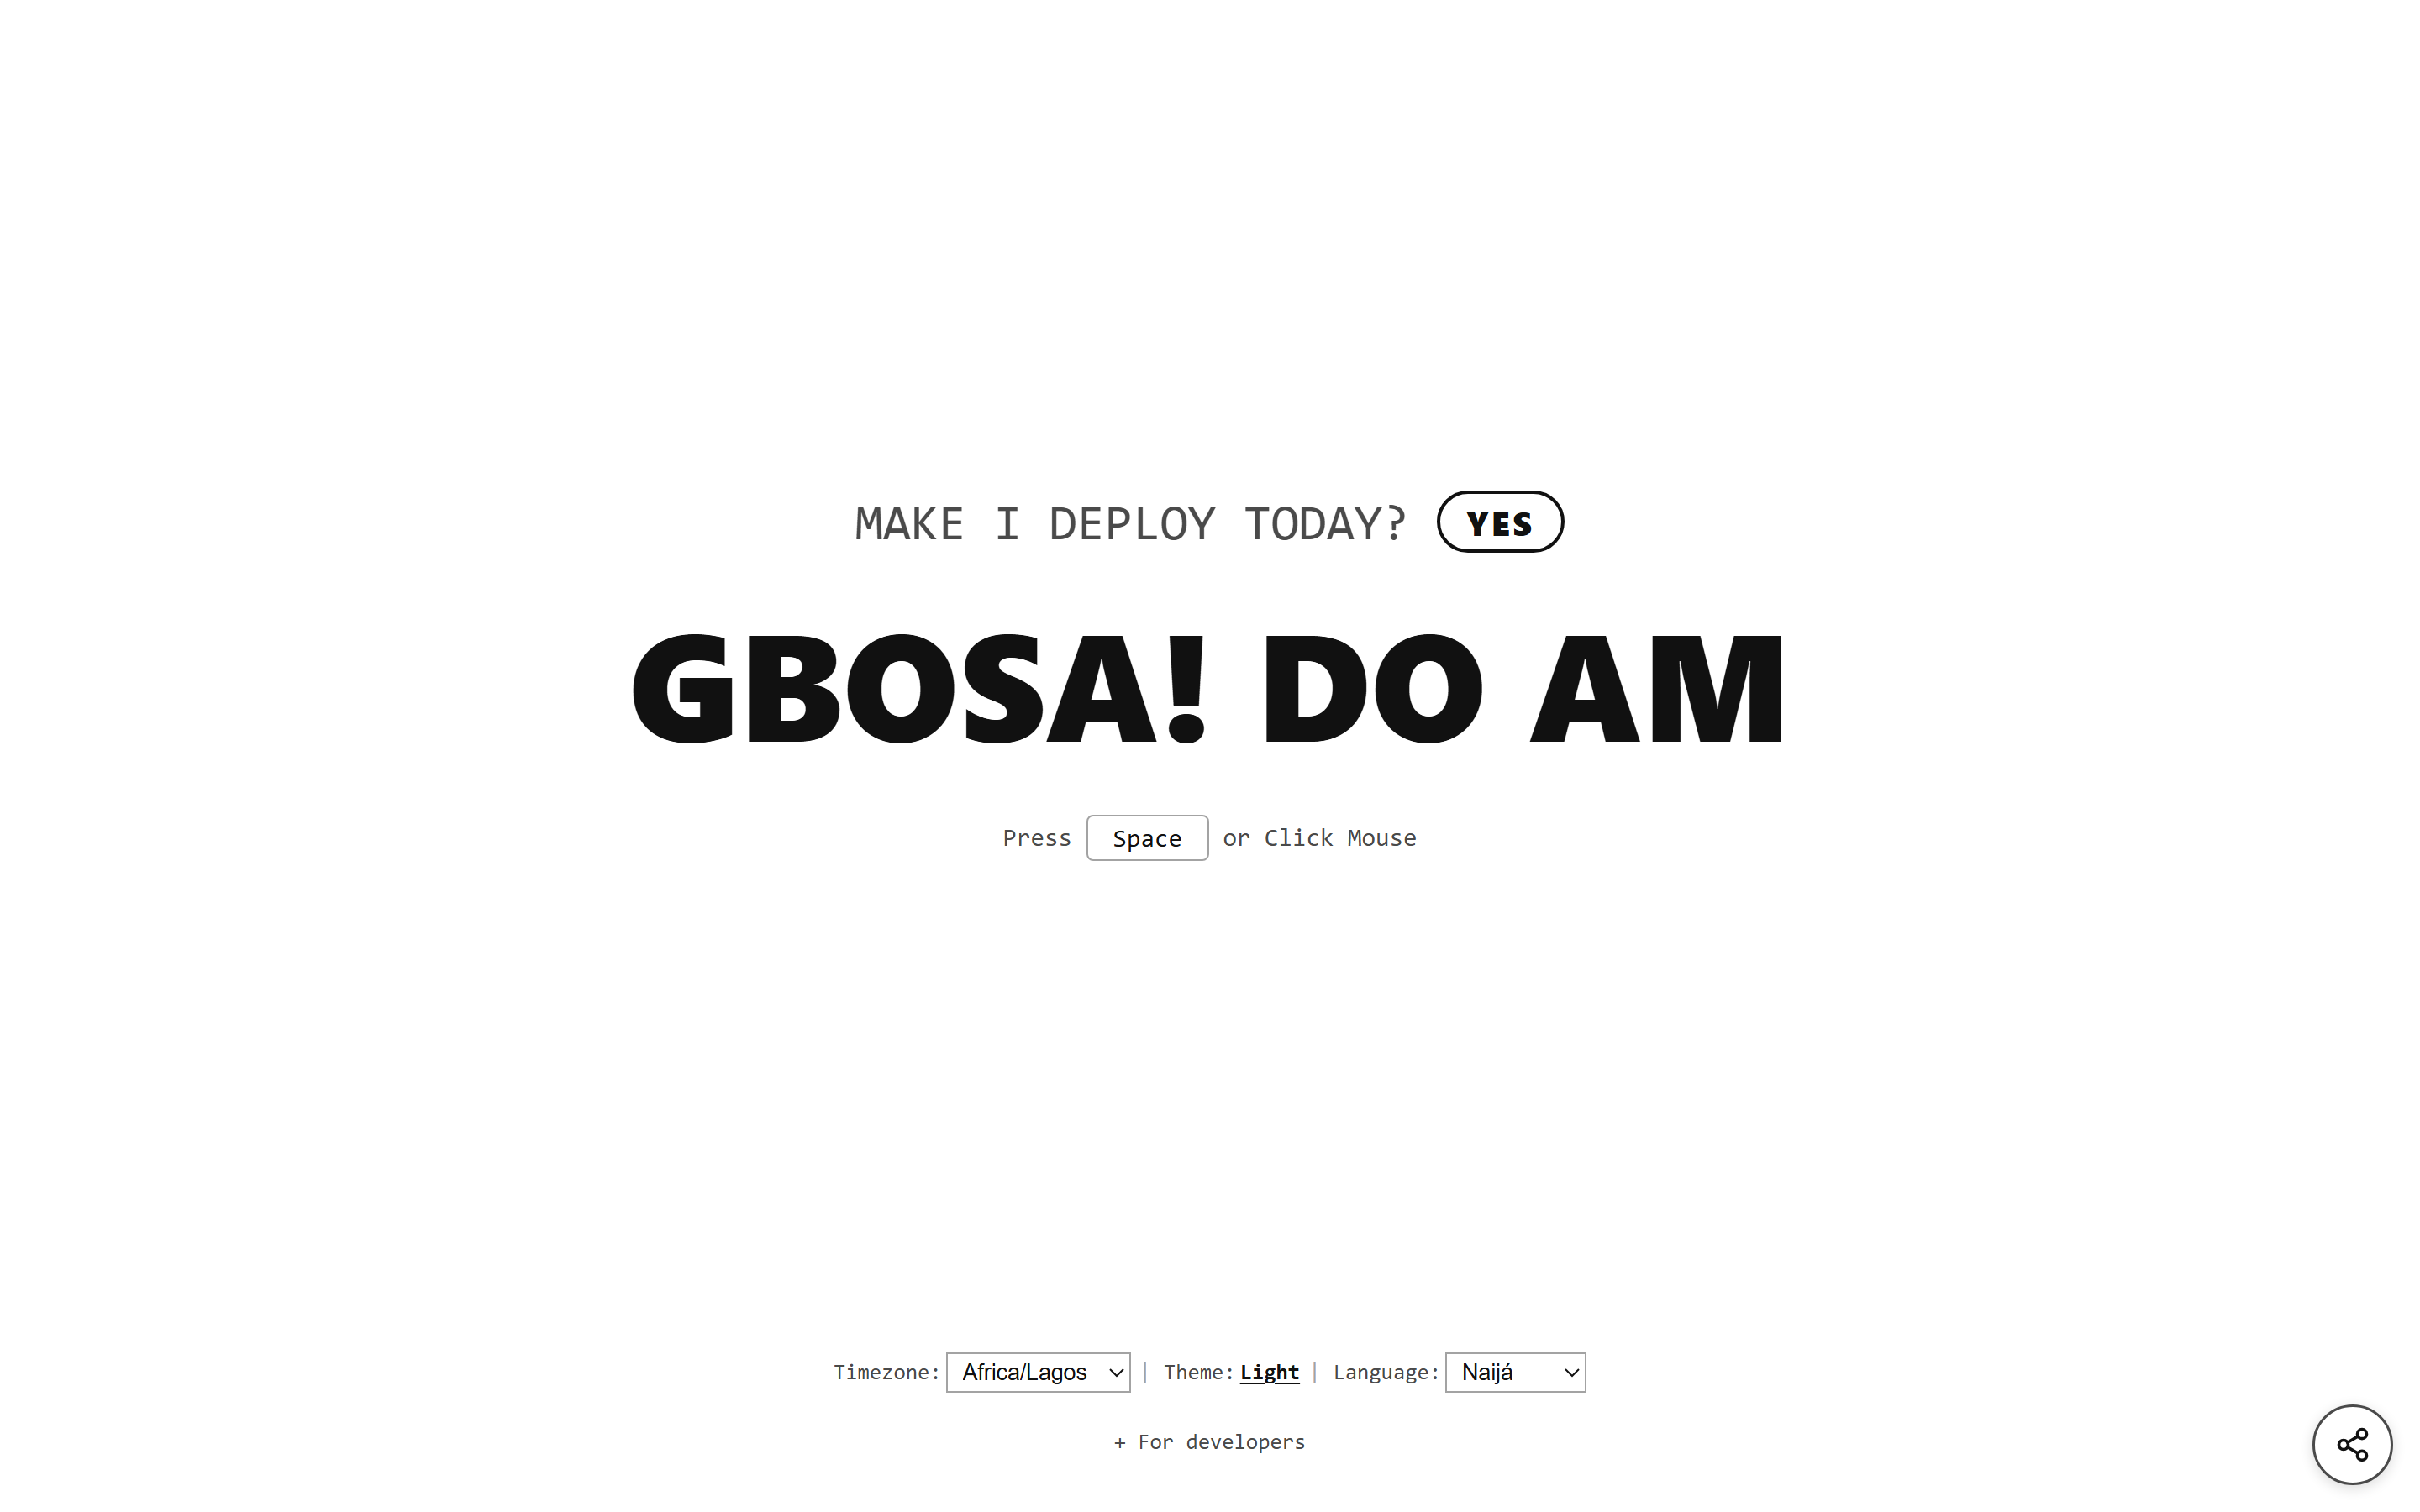 MAKE I DEPLOY TODAY? YES
GBOSA! DO AM
Press Space or Click Mouse
Timezone: Africa/Lagos | Theme: Light | Language: Naijá
+ For developers